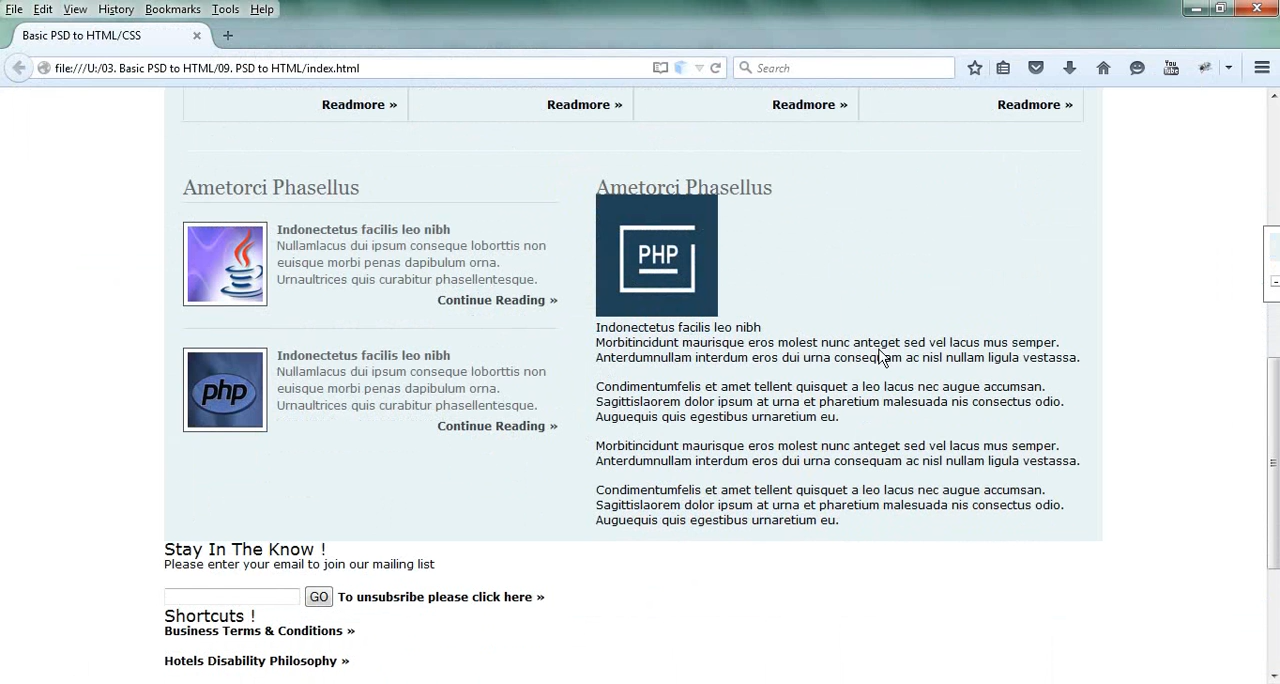 File Edit View History Bookmarks Tools Help
Basic PSD to HTML/CSS
file:///U:/03. Basic PSD to HTML/09. PSD to HTML/index.html
Search
You Tube
Readmore » Readmore » Readmore » Readmore »
Ametorci Phasellus
Indonectetus facilis leo nibh
Nullamlacus dui ipsum conseque loborttis non
euisque morbi penas dapibulum orna.
Urnaultrices quis curabitur phasellentesque.
Continue Reading »
php
Indonectetus facilis leo nibh
Nullamlacus dui ipsum conseque loborttis non
euisque morbi penas dapibulum orna.
Urnaultrices quis curabitur phasellentesque.
Continue Reading »
Ametorci Phasellus
PHP
Indonectetus facilis leo nibh
Morbitincidunt maurisque eros molest nunc anteget sed vel lacus mus semper.
Anterdumnullam interdum eros dui urna consequam ac nisl nullam ligula vestassa.
Condimentumfelis et amet tellent quisquet a leo lacus nec augue accumsan.
Sagittislaorem dolor ipsum at urna et pharetium malesuada nis consectus odio.
Auguequis quis egestibus urnaretium eu.
Morbitincidunt maurisque eros molest nunc anteget sed vel lacus mus semper.
Anterdumnullam interdum eros dui urna consequam ac nisl nullam ligula vestassa.
Condimentumfelis et amet tellent quisquet a leo lacus nec augue accumsan.
Sagittislaorem dolor ipsum at urna et pharetium malesuada nis consectus odio.
Auguequis quis egestibus urnaretium eu.
Stay In The Know !
Please enter your email to join our mailing list
GO To unsubsribe please click here »
Shortcuts !
Business Terms & Conditions »
Hotels Disability Philosophy »